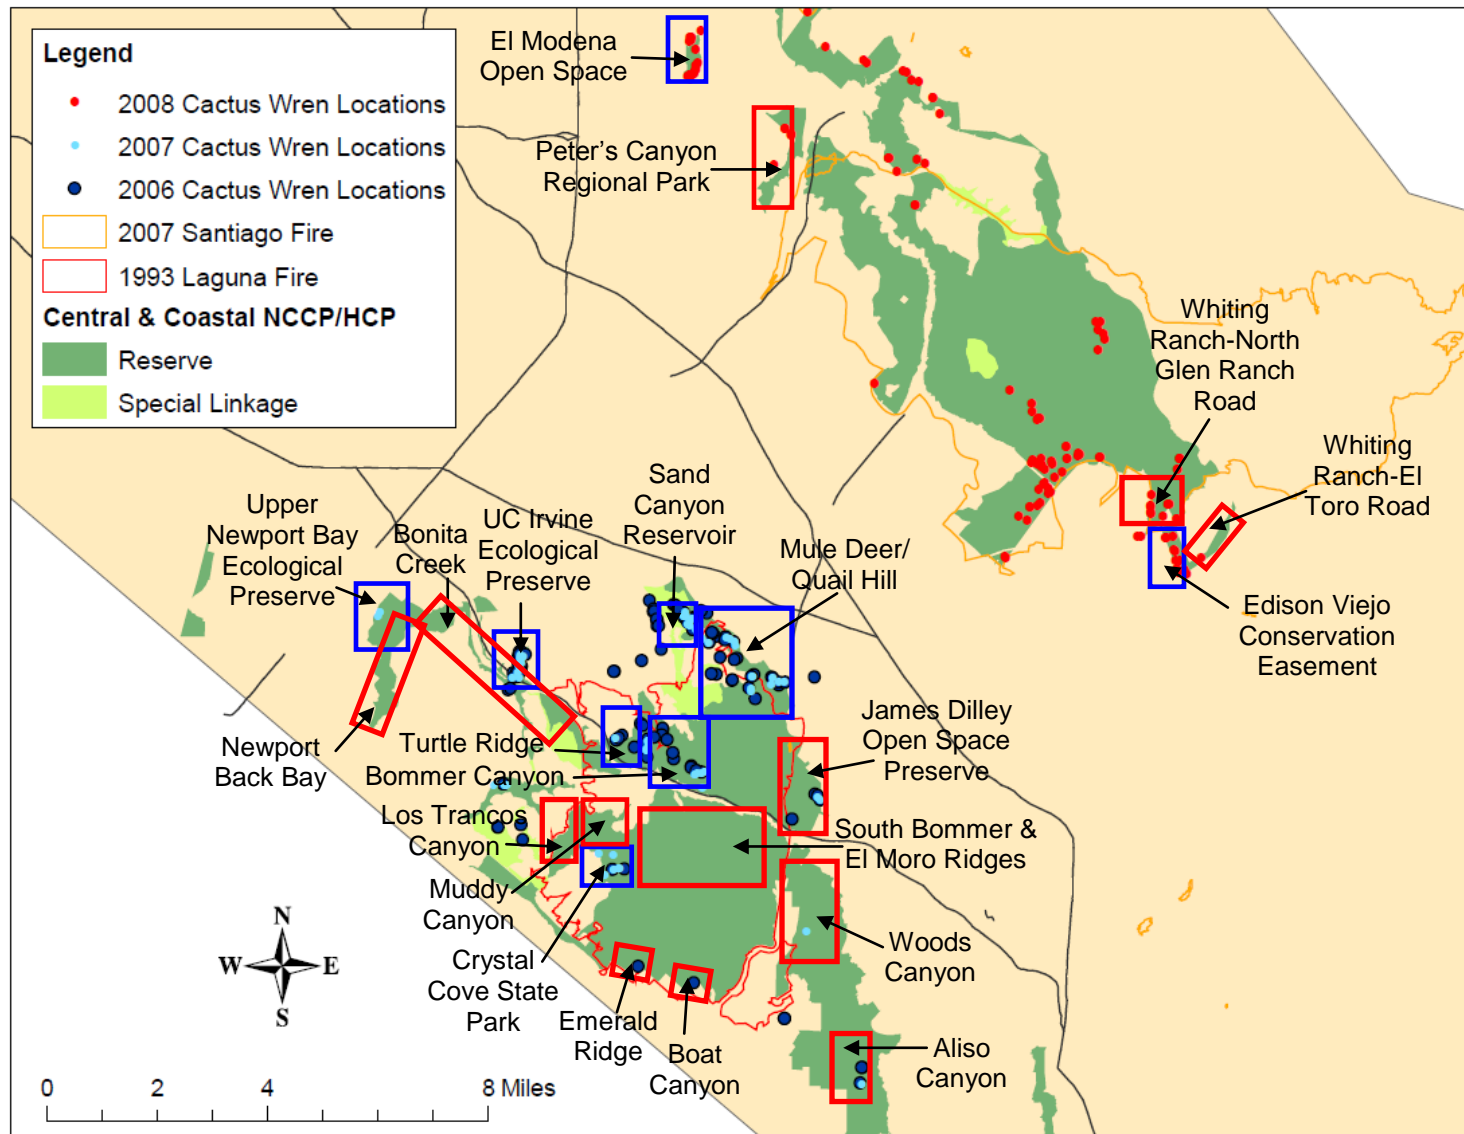 Legend
2008 Cactus Wren Locations
2007 Cactus Wren Locations
2006 Cactus Wren Locations
2007 Santiago Fire
1993 Laguna Fire
Central & Coastal NCCP/HCP
Reserve
Special Linkage
El Modena
Open Space
Peter's Canyon
Regional Park
Whiting
Ranch-North
Glen Ranch
Road
Whiting
Ranch-El
Toro Road
Edison Viejo
Conservation
Easement
Sand
Canyon
Reservoir
Mule Deer/
Quail Hill
Upper
Newport Bay
Ecological
Preserve
Bonita
Creek
UC Irvine
Ecological
Preserve
Newport
Back Bay
Turtle Ridge
Bommer Canyon
James Dilley
Open Space
Preserve
Los Trancos
Canyon
South Bommer &
El Moro Ridges
Muddy
Canyon
Crystal
Cove State
Park
Woods
Canyon
Emerald
Ridge
Boat
Canyon
Aliso
Canyon
N
W E
S
0 2 4 8 Miles